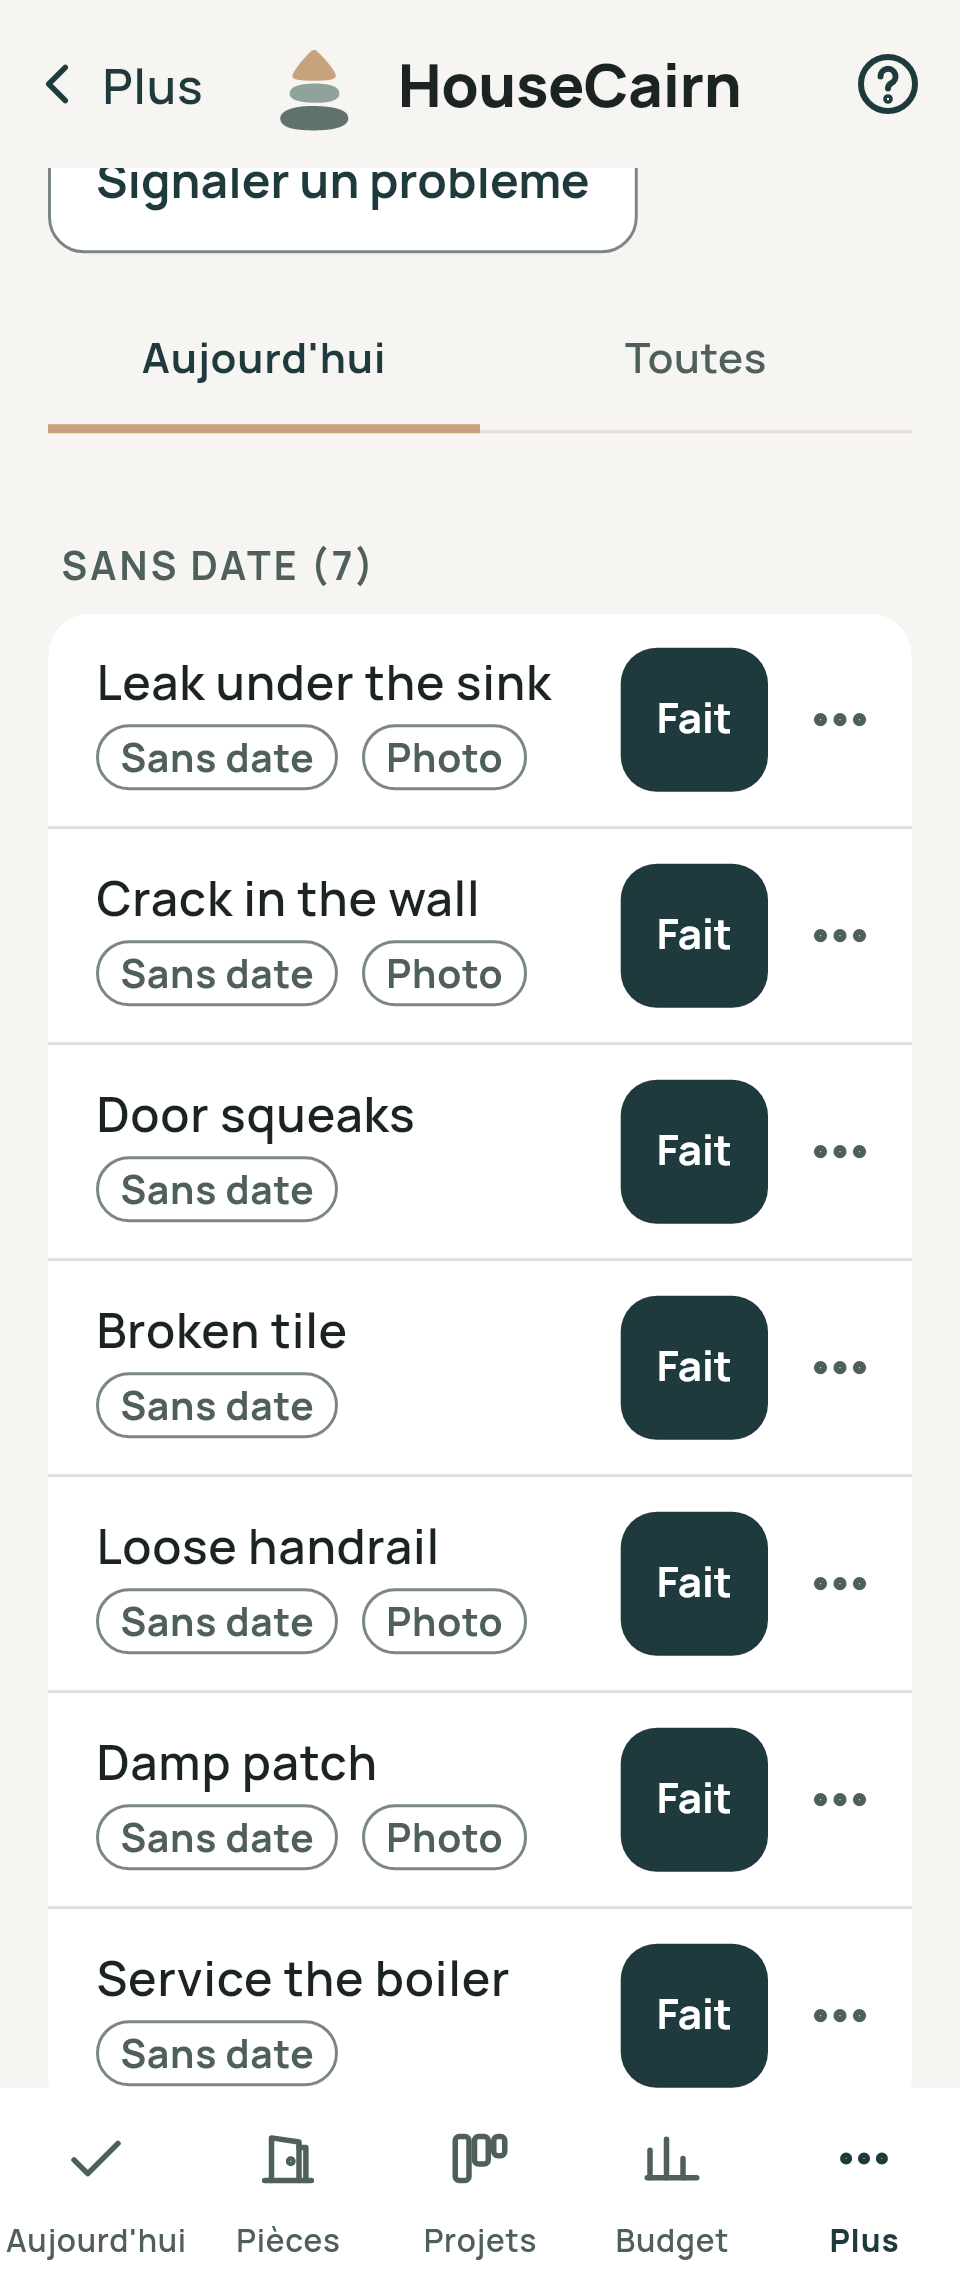 Plus
HouseCairn
Signaler un problème
Aujourd'hui
Toutes
SANS DATE (7)
Leak under the sink
Sans date
Photo
Fait
Crack in the wall
Sans date
Photo
Fait
Door squeaks
Sans date
Fait
Broken tile
Sans date
Fait
Loose handrail
Sans date
Photo
Fait
Damp patch
Sans date
Photo
Fait
Service the boiler
Sans date
Fait
Aujourd'hui
Pièces
Projets
Budget
Plus